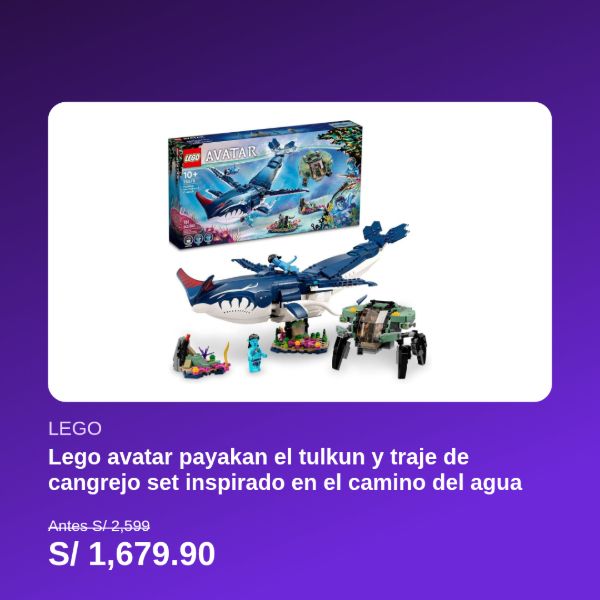 LEGO AVATAR
10+
LEGO
Lego avatar payakan el tulkun y traje de
cangrejo set inspirado en el camino del agua
Antes S/ 2,599
S/ 1,679.90